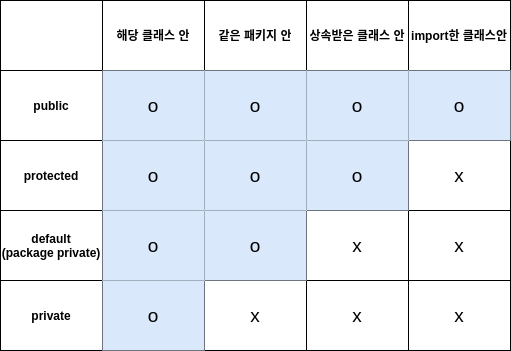 해당 클래스 안 같은 패키지 안 상속받은 클래스 안 import한 클래스안
public o o o o
protected o o o x
default
(package private) o o x x
private o x x x